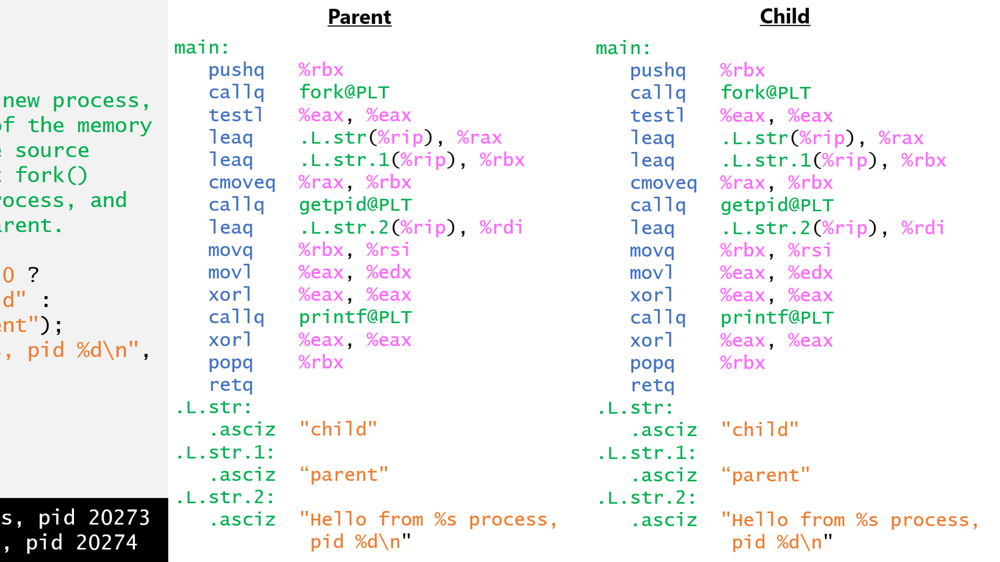 new process,
of the memory
source
fork()
process, and
parent.
0 ?
d" :
ent");
s, pid %d\n",
s, pid 20273
, pid 20274
Parent
main:
pushq %rbx
callq fork@PLT
testl %eax, %eax
leaq .L.str(%rip), %rax
leaq .L.str.1(%rip), %rbx
cmoveq %rax, %rbx
callq getpid@PLT
leaq .L.str.2(%rip), %rdi
movq %rbx, %rsi
movl %eax, %edx
xorl %eax, %eax
callq printf@PLT
xorl %eax, %eax
popq %rbx
retq
.L.str:
.asciz "child"
.L.str.1:
.asciz “parent"
.L.str.2:
.asciz "Hello from %s process,
pid %d\n"
Child
main:
pushq %rbx
callq fork@PLT
testl %eax, %eax
leaq .L.str(%rip), %rax
leaq .L.str.1(%rip), %rbx
cmoveq %rax, %rbx
callq getpid@PLT
leaq .L.str.2(%rip), %rdi
movq %rbx, %rsi
movl %eax, %edx
xorl %eax, %eax
callq printf@PLT
xorl %eax, %eax
popq %rbx
retq
.L.str:
.asciz "child"
.L.str.1:
.asciz “parent"
.L.str.2:
.asciz "Hello from %s process,
pid %d\n"